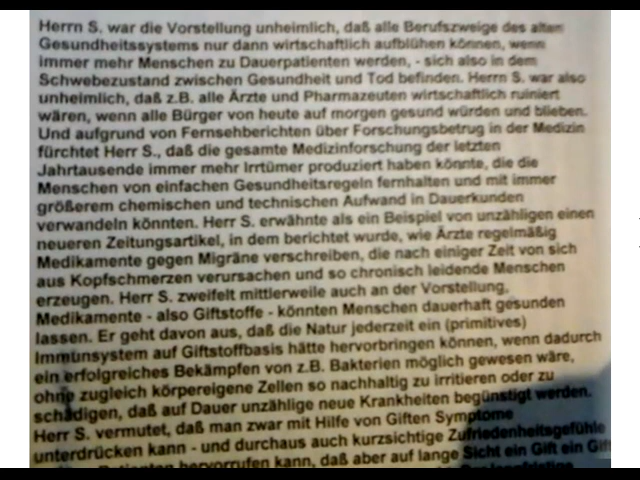 Herrn S. war die Vorstellung unheimlich, daß alle Berufszweige des alten
Gesundheitssystems nur dann wirtschaftlich aufblühen können, wenn
immer mehr Menschen zu Dauerpatienten werden, - sich also in dem
Schwebezustand zwischen Gesundheit und Tod befinden. Herrn S. war also
unheimlich, daß z.B. alle Ärzte und Pharmazeuten wirtschaftlich ruiniert
wären, wenn alle Bürger von heute auf morgen gesund würden und blieben.
Und aufgrund von Fernsehberichten über Forschungsbetrug in der Medizin
fürchtet Herr S., daß die gesamte Medizinforschung der letzten
Jahrtausende immer mehr Irrtümer produziert haben könnte, die die
Menschen von einfachen Gesundheitsregeln fernhalten und mit immer
größerem chemischen und technischen Aufwand in Dauerkunden
verwandeln könnten. Herr S. erwähnte als ein Beispiel von unzähligen einen
neueren Zeitungsartikel, in dem berichtet wurde, wie Ärzte regelmäßig
Medikamente gegen Migräne verschreiben, die nach einiger Zeit von sich
aus Kopfschmerzen verursachen und so chronisch leidende Menschen
erzeugen. Herr S. zweifelt mittlerweile auch an der Vorstellung,
Medikamente - also Giftstoffe - könnten Menschen dauerhaft gesunden
lassen. Er geht davon aus, daß die Natur jederzeit ein (primitives)
Immunsystem auf Giftstoffbasis hätte hervorbringen können, wenn dadurch
ein erfolgreiches Bekämpfen von z.B. Bakterien möglich gewesen wäre,
ohne zugleich körpereigene Zellen so nachhaltig zu irritieren oder zu
schädigen, daß auf Dauer unzählige neue Krankheiten begünstigt werden.
Herr S. vermutet, daß man zwar mit Hilfe von Giften Symptome
unterdrücken kann - und durchaus auch kurzsichtige Zufriedenheitsgefühle
hervorrufen kann, daß aber auf lange Sicht ein Gift ein Gift